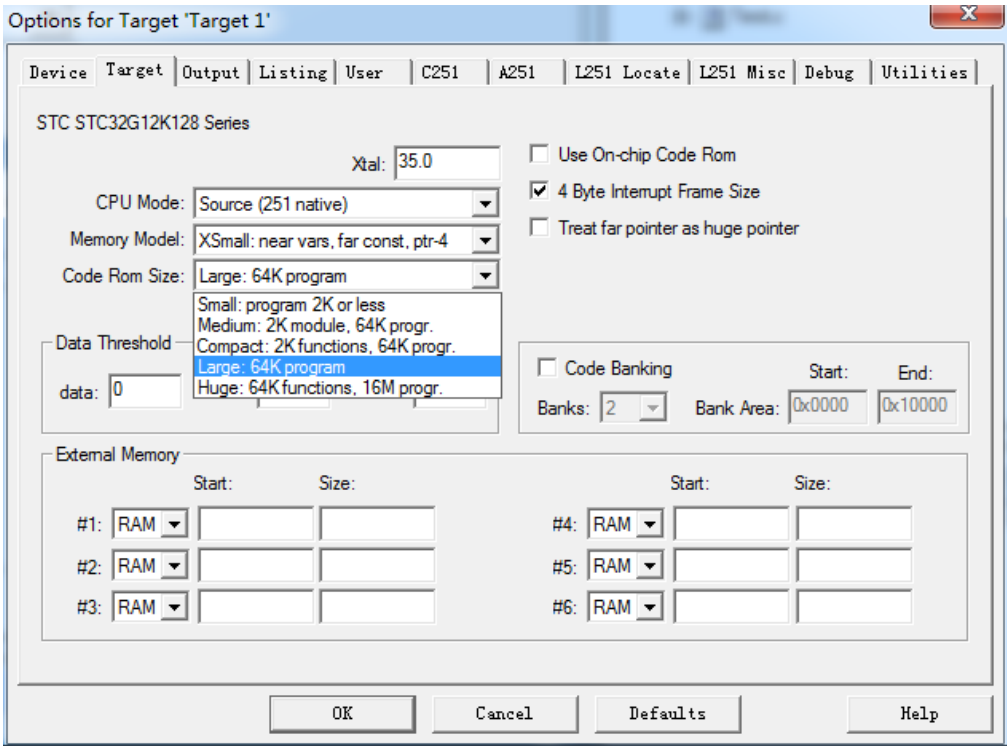 Options for Target 'Target 1'
Device Target Output Listing User C251 A251 L251 Locate L251 Misc Debug Utilities
STC STC32G12K128 Series
Xtal: 35.0
CPU Mode: Source (251 native)
Memory Model: XSmall: near vars, far const, ptr-4
Code Rom Size: Large: 64K program
Small: program 2K or less
Medium: 2K module, 64K progr.
Compact: 2K functions, 64K progr.
Large: 64K program
Huge: 64K functions, 16M progr.
Use On-chip Code Rom
4 Byte Interrupt Frame Size
Treat far pointer as huge pointer
Data Threshold
data: 0
Code Banking
Start: End:
Banks: 2 Bank Area: 0x0000 0x10000
External Memory
Start: Size: Start: Size:
#1: RAM #4: RAM
#2: RAM #5: RAM
#3: RAM #6: RAM
OK Cancel Defaults Help